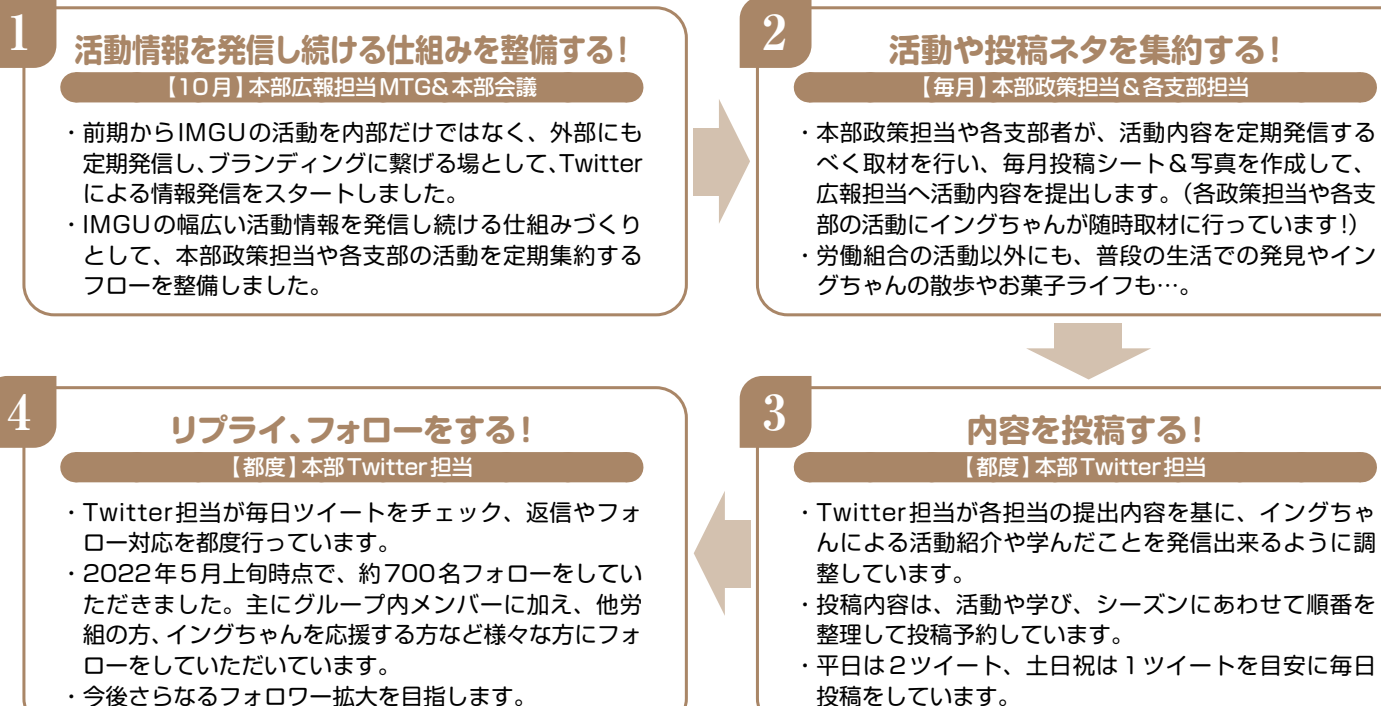 1
活動情報を発信し続ける仕組みを整備する！
【10月】本部広報担当MTG&本部会議
・前期からIMGUの活動を内部だけではなく、外部にも
定期発信し、ブランディングに繋げる場として、Twitter
による情報発信をスタートしました。
・IMGUの幅広い活動情報を発信し続ける仕組みづくり
として、本部政策担当や各支部の活動を定期集約する
フローを整備しました。
2
活動や投稿ネタを集約する！
【毎月】本部政策担当&各支部担当
・本部政策担当や各支部者が、活動内容を定期発信する
べく取材を行い、毎月投稿シート&写真を作成して、
広報担当へ活動内容を提出します。（各政策担当や各支
部の活動にイングちゃんが随時取材に行っています！）
・労働組合の活動以外にも、普段の生活での発見やイン
グちゃんの散歩やお菓子ライフも…。
3
内容を投稿する！
【都度】本部Twitter担当
・Twitter担当が各担当の提出内容を基に、イングちゃ
んによる活動紹介や学んだことを発信出来るように調
整しています。
・投稿内容は、活動や学び、シーズンにあわせて順番を
整理して投稿予約しています。
・平日は2ツイート、土日祝は1ツイートを目安に毎日
投稿をしています。
4
リプライ、フォローをする！
【都度】本部Twitter担当
・Twitter担当が毎日ツイートをチェック、返信やフォ
ロー対応を都度行っています。
・2022年5月上旬時点で、約700名フォローをしてい
ただきました。主にグループ内メンバーに加え、他労
組の方、イングちゃんを応援する方など様々な方にフォ
ローをしていただいています。
・今後さらなるフォロワー拡大を目指します。